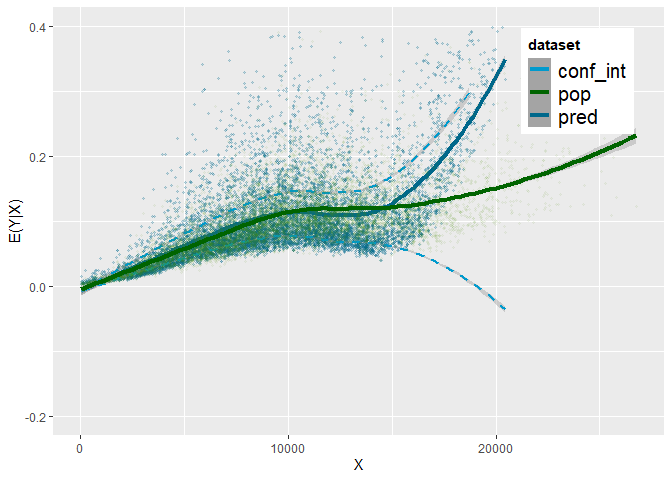 0.4
dataset
conf_int
pop
pred
0.2
E(Y|X)
0.0
-0.2
0
10000
20000
X